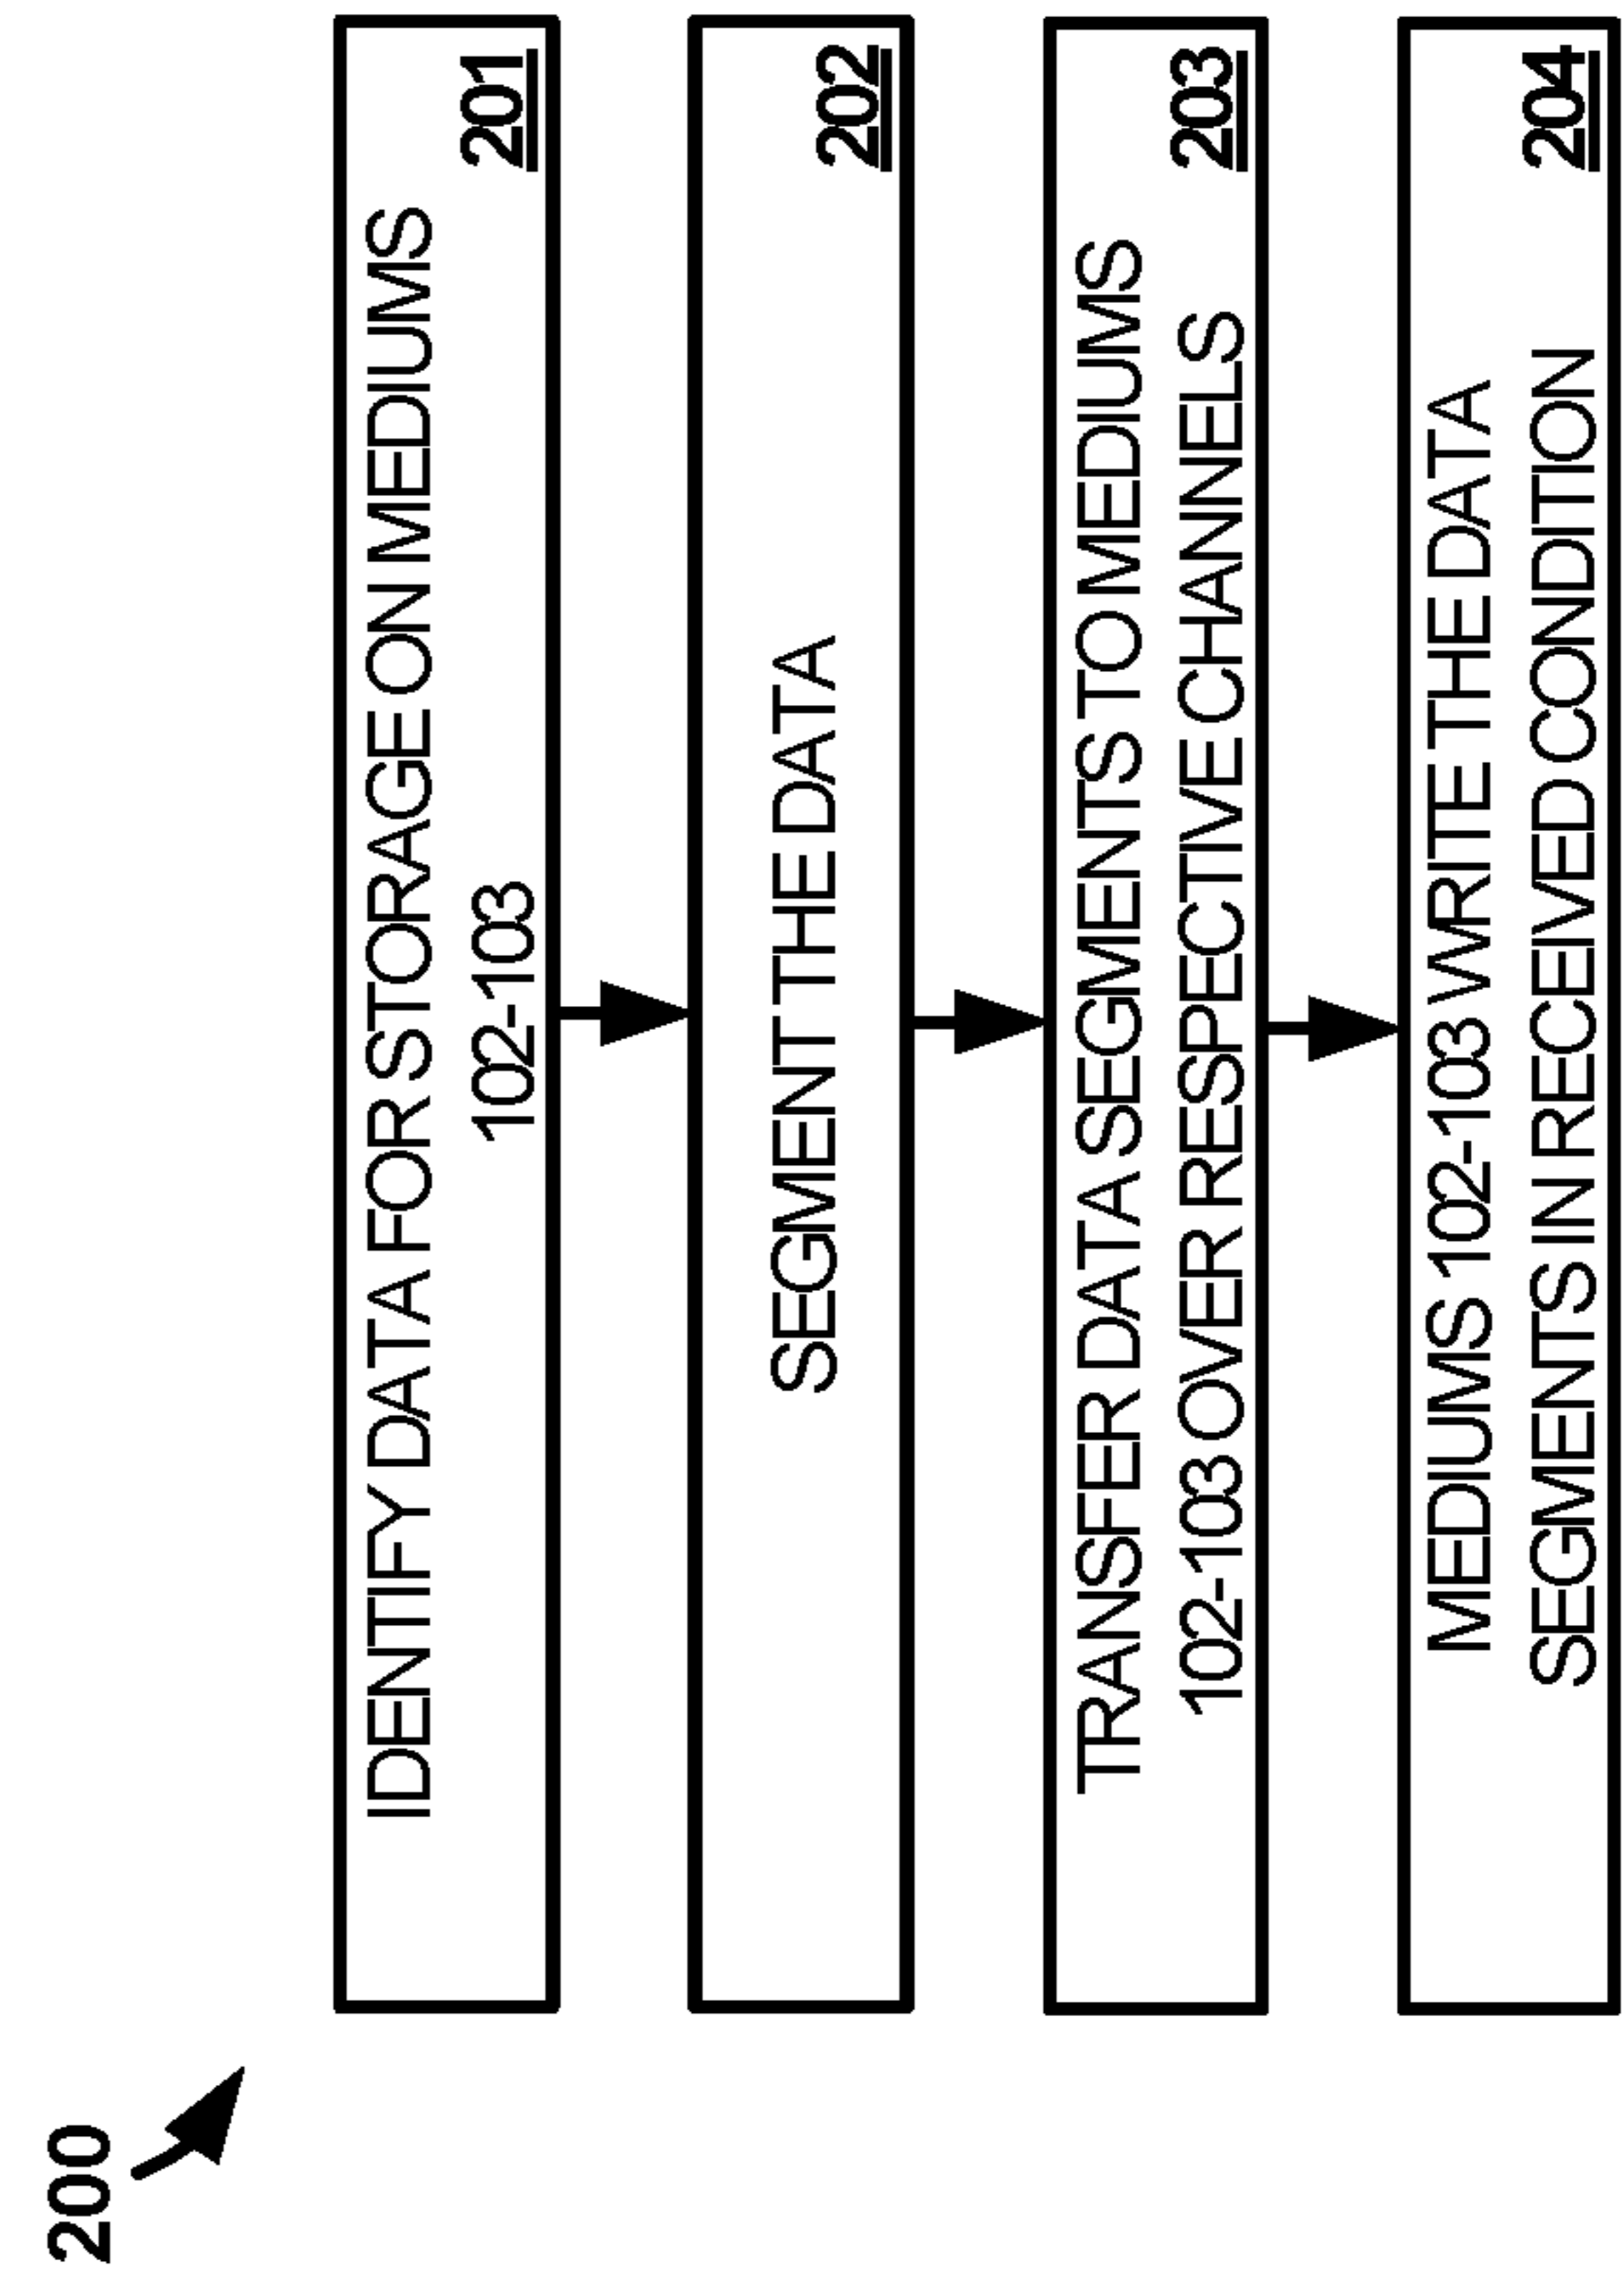 200
IDENTIFY DATA FOR STORAGE ON MEDIUMS
102-103
201
SEGMENT THE DATA
202
TRANSFER DATA SEGMENTS TO MEDIUMS
102-103 OVER RESPECTIVE CHANNELS
203
MEDIUMS 102-103 WRITE THE DATA
SEGMENTS IN RECEIVED CONDITION
204